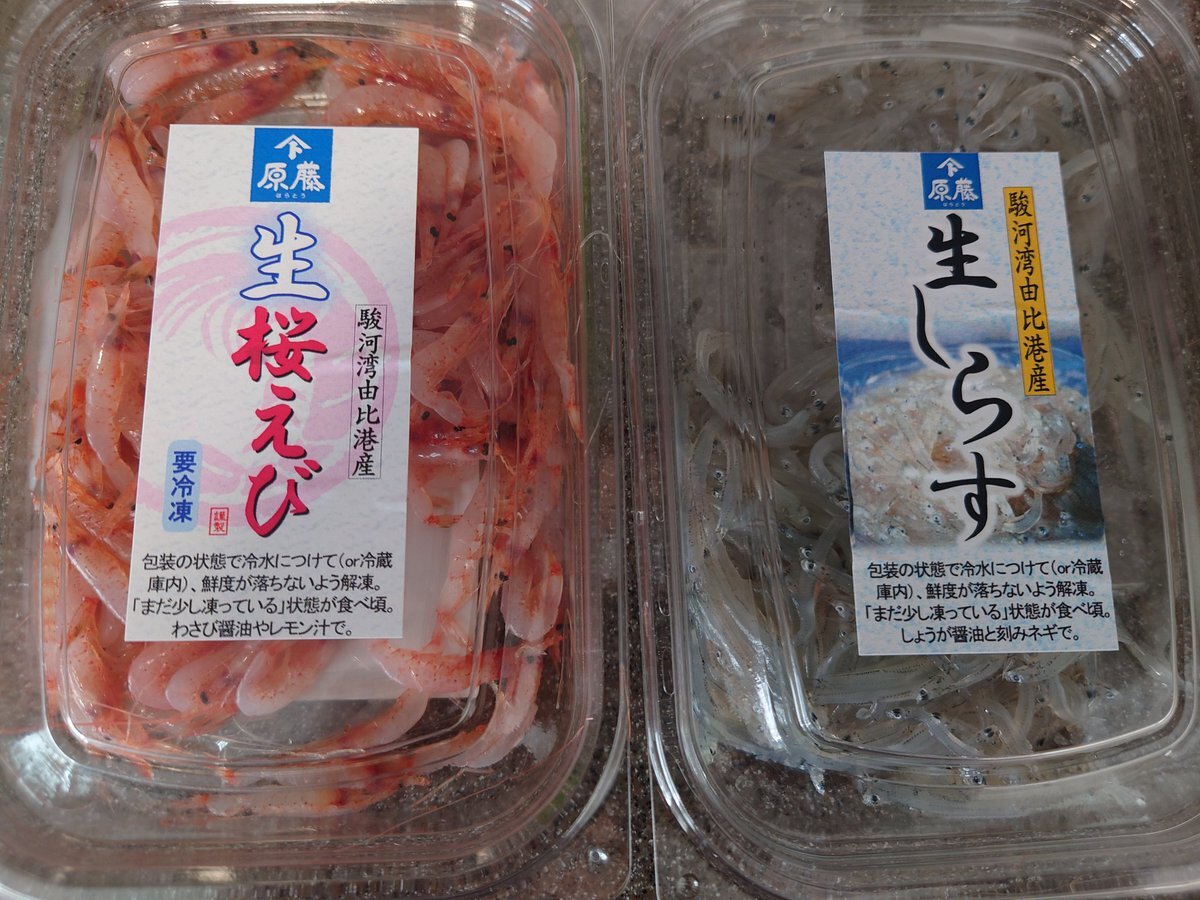 原藤
はらとう
生桜えび
駿河湾由比港産
要冷凍
謹製
包装の状態で冷水につけて(or冷蔵
庫内)、鮮度が落ちないよう解凍。
「まだ少し凍っている」状態が食べ頃。
わさび醤油やレモン汁で。
原藤
はらとう
駿河湾由比港産
生しらす
包装の状態で冷水につけて(or冷蔵
庫内)、鮮度が落ちないよう解凍。
「まだ少し凍っている」状態が食べ頃。
しょうが醤油と刻みネギで。